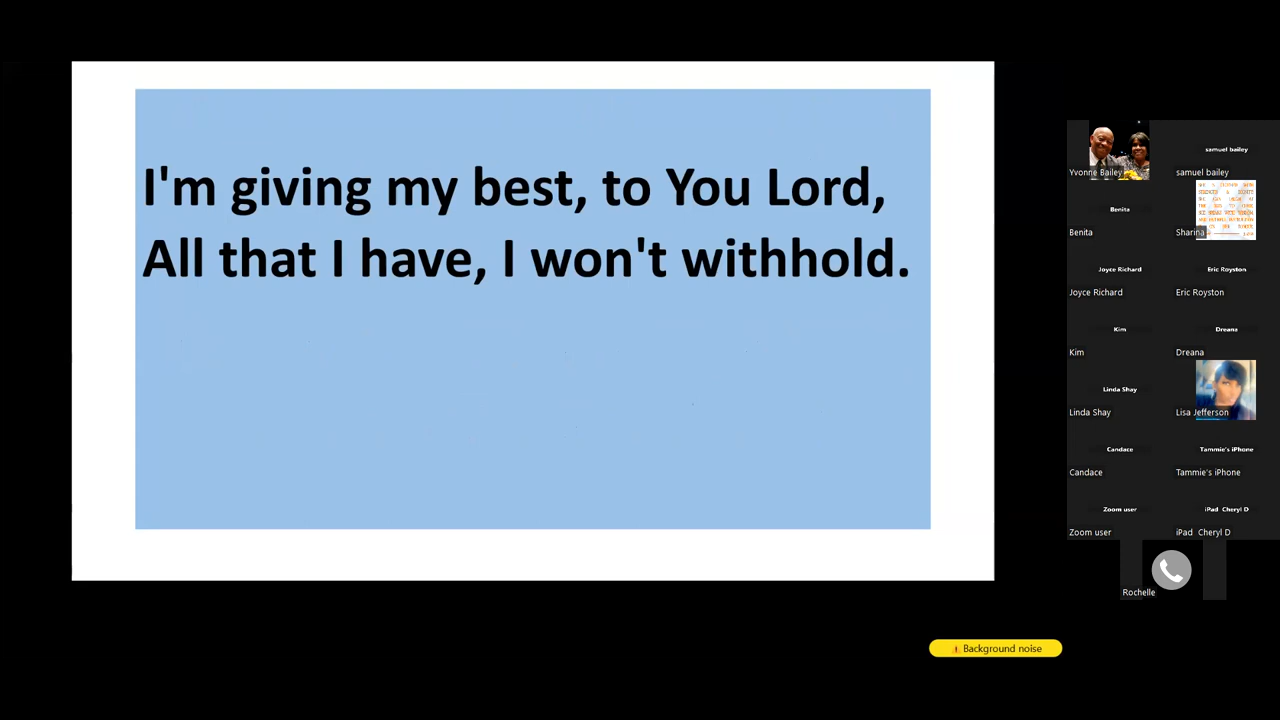 I'm giving my best, to You Lord,
All that I have, I won't withhold.
Yvonne Bailey
samuel bailey
samuel bailey
Benita
Benita
Sharina
Joyce Richard
Joyce Richard
Eric Royston
Eric Royston
Kim
Kim
Dreana
Dreana
Linda Shay
Linda Shay
Lisa Jefferson
Candace
Candace
Tammie's iPhone
Tammie's iPhone
Zoom user
Zoom user
iPad Cheryl D
iPad Cheryl D
Rochelle
Background noise